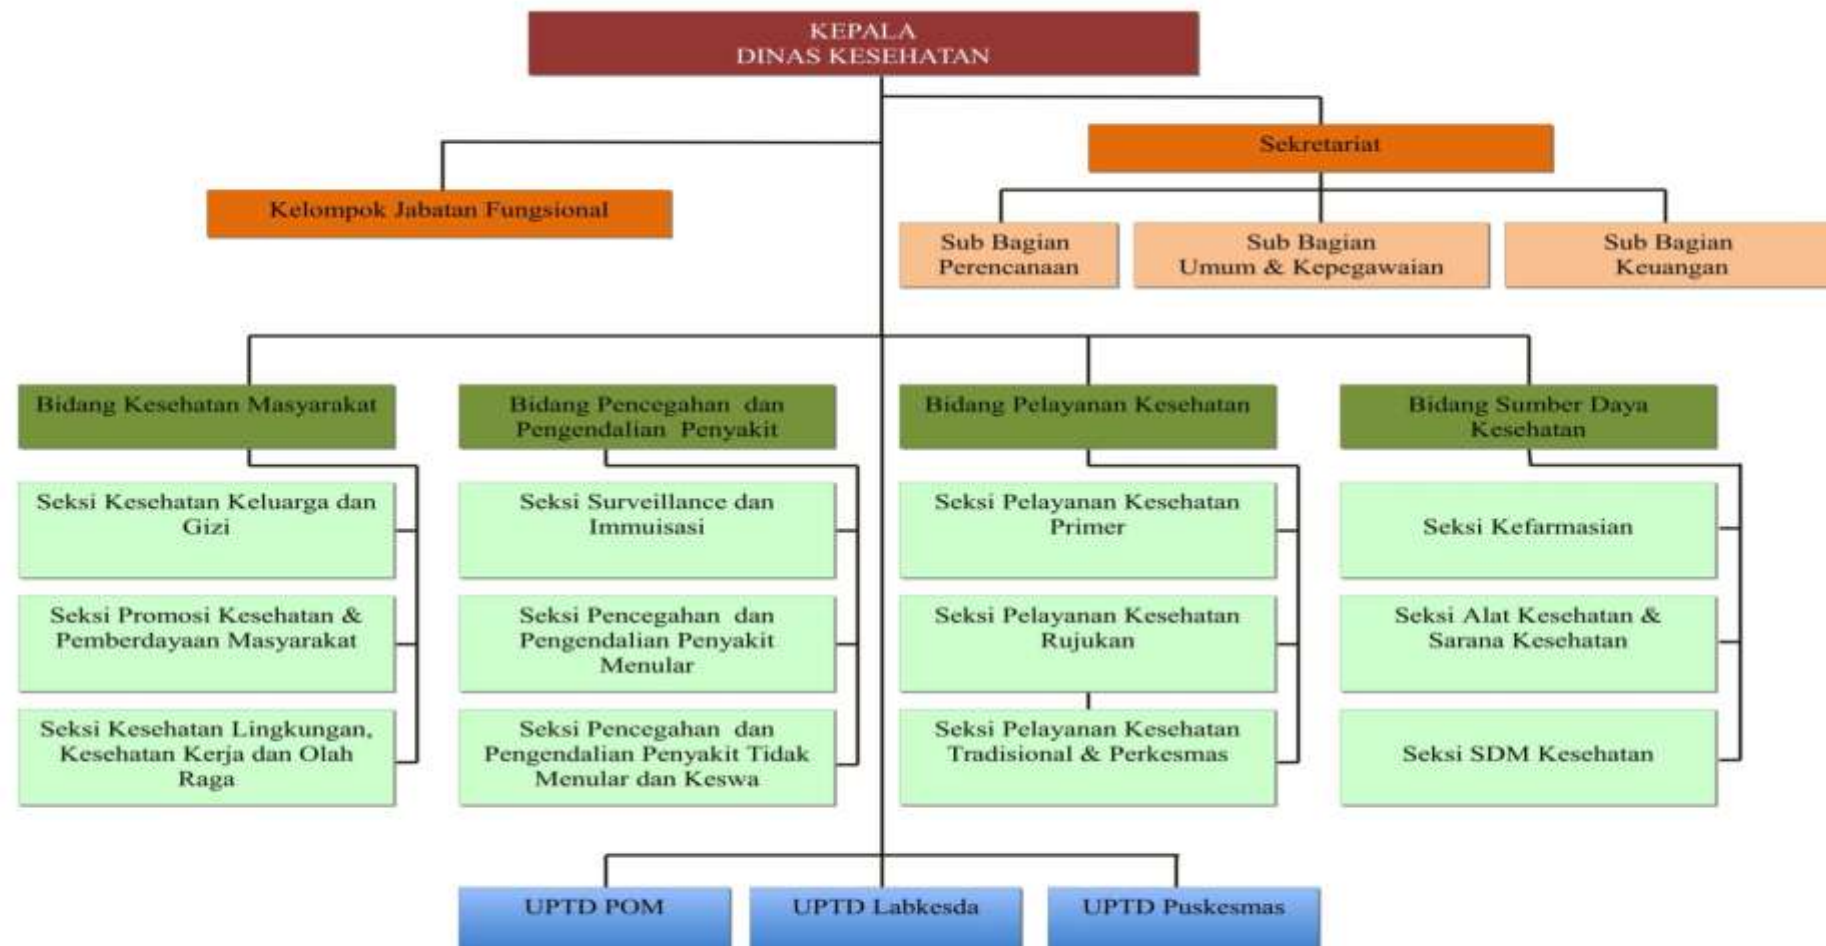 KEPALA
DINAS KESEHATAN
Sekretariat
Kelompok Jabatan Fungsional
Sub Bagian
Perencanaan
Sub Bagian
Umum & Kepegawaian
Sub Bagian
Keuangan
Bidang Kesehatan Masyarakat
Bidang Pencegahan dan
Pengendalian Penyakit
Bidang Pelayanan Kesehatan
Bidang Sumber Daya
Kesehatan
Seksi Kesehatan Keluarga dan
Gizi
Seksi Surveillance dan
Immuisasi
Seksi Pelayanan Kesehatan
Primer
Seksi Kefarmasian
Seksi Promosi Kesehatan &
Pemberdayaan Masyarakat
Seksi Pencegahan dan
Pengendalian Penyakit
Menular
Seksi Pelayanan Kesehatan
Rujukan
Seksi Alat Kesehatan &
Sarana Kesehatan
Seksi Kesehatan Lingkungan,
Kesehatan Kerja dan Olah
Raga
Seksi Pencegahan dan
Pengendalian Penyakit Tidak
Menular dan Keswa
Seksi Pelayanan Kesehatan
Tradisional & Perkesmas
Seksi SDM Kesehatan
UPTD POM
UPTD Labkesda
UPTD Puskesmas